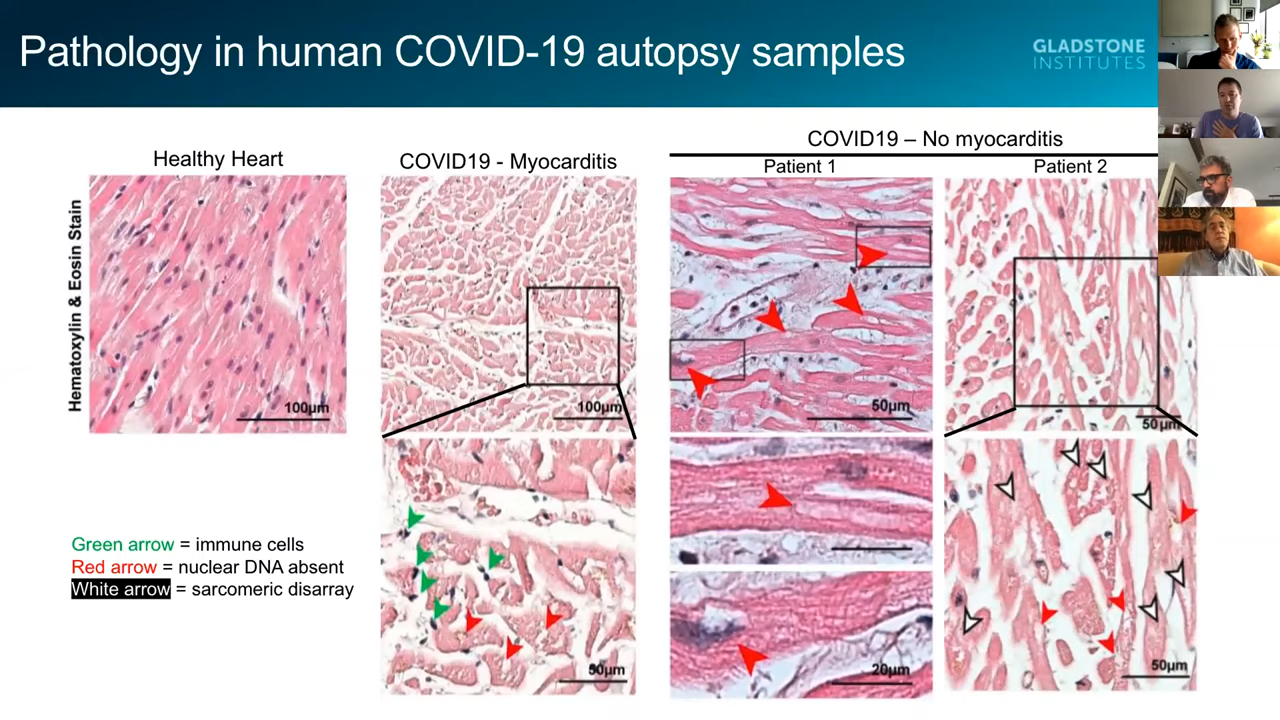 Pathology in human COVID-19 autopsy samples
GLADSTONE
INSTITUTES
COVID19 – No myocarditis
Healthy Heart
COVID19 - Myocarditis
Patient 1
Patient 2
Hematoxylin & Eosin Stain
100μm
100μm
50μm
50μm
Green arrow = immune cells
Red arrow = nuclear DNA absent
White arrow = sarcomeric disarray
50μm
20μm
50μm